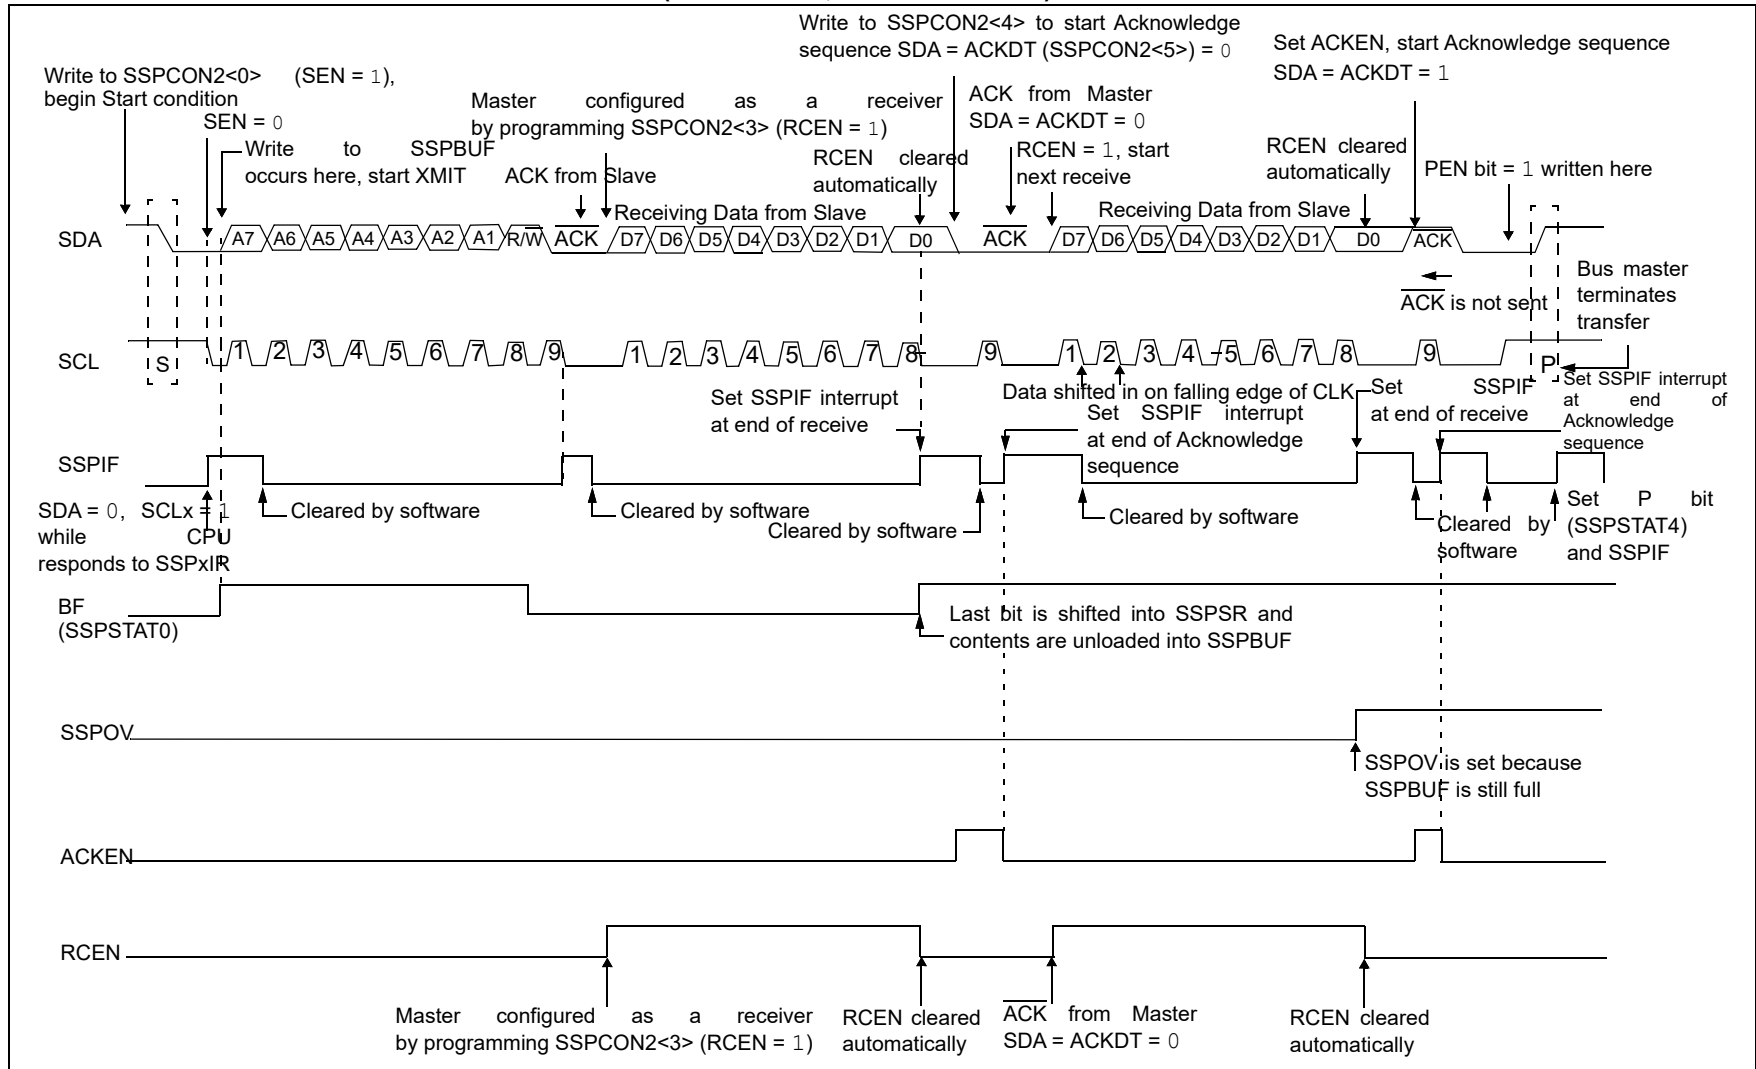 Write to SSPCON2<4> to start Acknowledge
sequence SDA = ACKDT (SSPCON2<5>) = 0
Set ACKEN, start Acknowledge sequence
SDA = ACKDT = 1
Write to SSPCON2<0> (SEN = 1),
begin Start condition
SEN = 0
Write to SSPBUF
occurs here, start XMIT
Master configured as a receiver
by programming SSPCON2<3> (RCEN = 1)
ACK from Slave
RCEN cleared
automatically
ACK from Master
SDA = ACKDT = 0
RCEN = 1, start
next receive
RCEN cleared
automatically
PEN bit = 1 written here
Receiving Data from Slave
Receiving Data from Slave
SDA A7 A6 A5 A4 A3 A2 A1 R/W ACK D7 D6 D5 D4 D3 D2 D1 D0 ACK D7 D6 D5 D4 D3 D2 D1 D0 ACK
ACK is not sent
Bus master
terminates
transfer
SCL S 1 2 3 4 5 6 7 8 9 1 2 3 4 5 6 7 8 9 1 2 3 4 5 6 7 8 9 P
Data shifted in on falling edge of CLK
Set SSPIF interrupt
at end of receive
Set SSPIF interrupt
at end of Acknowledge
sequence
Set SSPIF
at end of receive
Set SSPIF interrupt
at end of
Acknowledge
sequence
SSPIF
SDA = 0, SCLx = 1
while CPU
responds to SSPxIR
Cleared by software
Cleared by software
Cleared by software
Cleared by software
Cleared by
software
Set P bit
(SSPSTAT4)
and SSPIF
BF
(SSPSTAT0)
Last bit is shifted into SSPSR and
contents are unloaded into SSPBUF
SSPOV
SSPOV is set because
SSPBUF is still full
ACKEN
RCEN
Master configured as a receiver
by programming SSPCON2<3> (RCEN = 1)
RCEN cleared
automatically
ACK from Master
SDA = ACKDT = 0
RCEN cleared
automatically